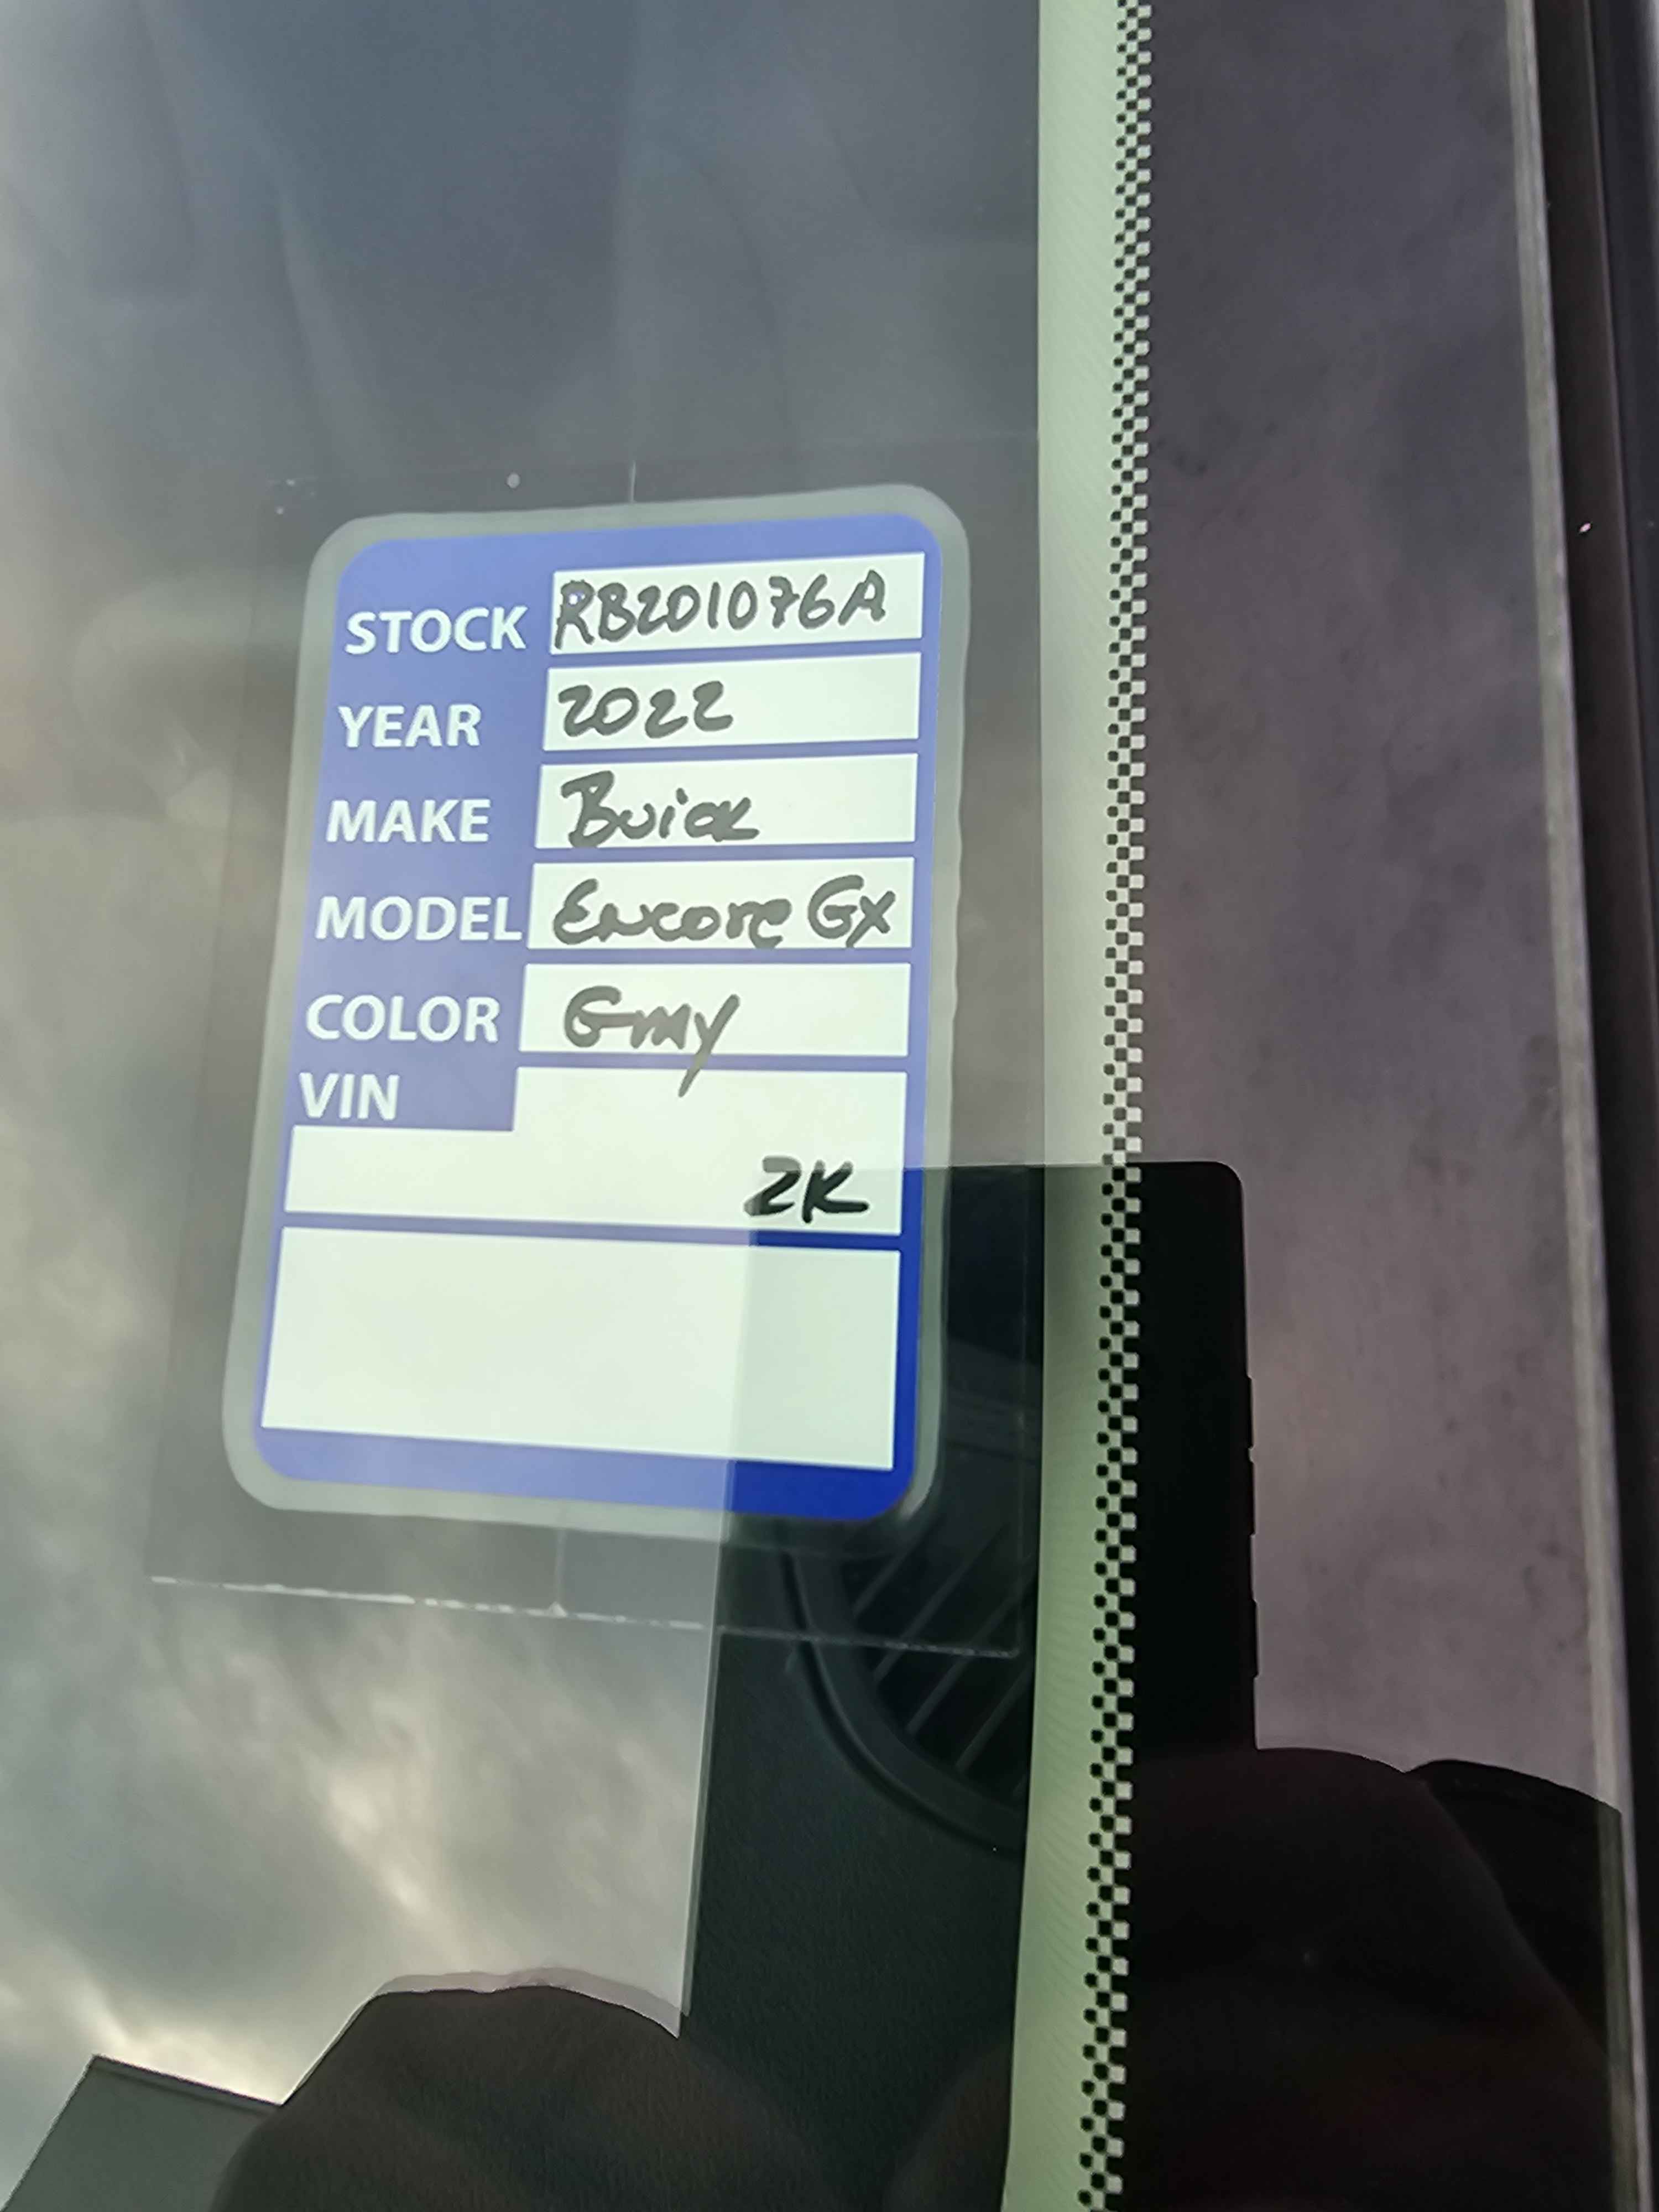 STOCK RB201076A
YEAR 2022
MAKE Buick
MODEL Encore GX
COLOR Gray
VIN
2K